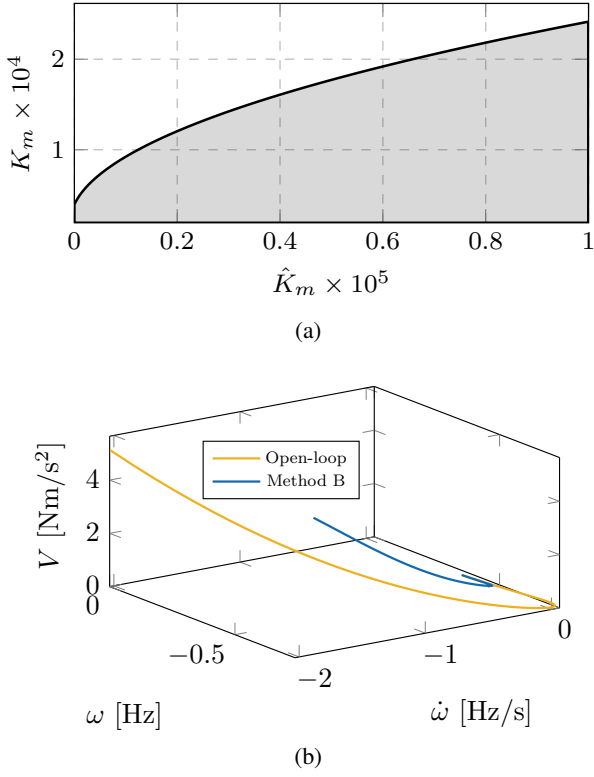 2
1
K_m × 10^4
0 0.2 0.4 0.6 0.8 1
K̂_m × 10^5
(a)
Open-loop
Method B
4
2
0
V [Nm/s²]
0
−0.5
−2
−1
0
ω [Hz]
ω̇ [Hz/s]
(b)